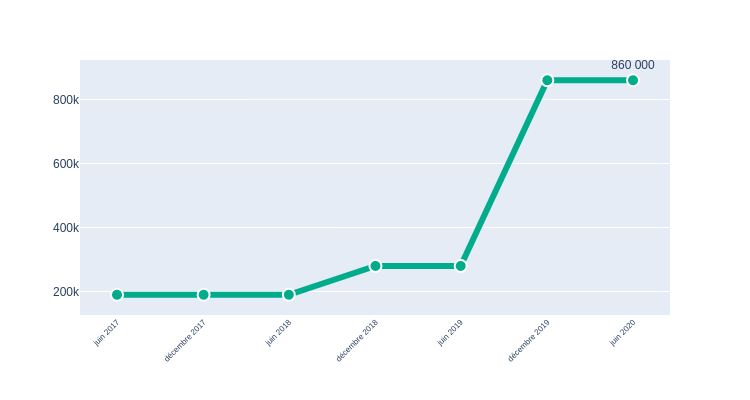 860 000
800k
600k
400k
200k
juin 2017
décembre 2017
juin 2018
décembre 2018
juin 2019
décembre 2019
juin 2020